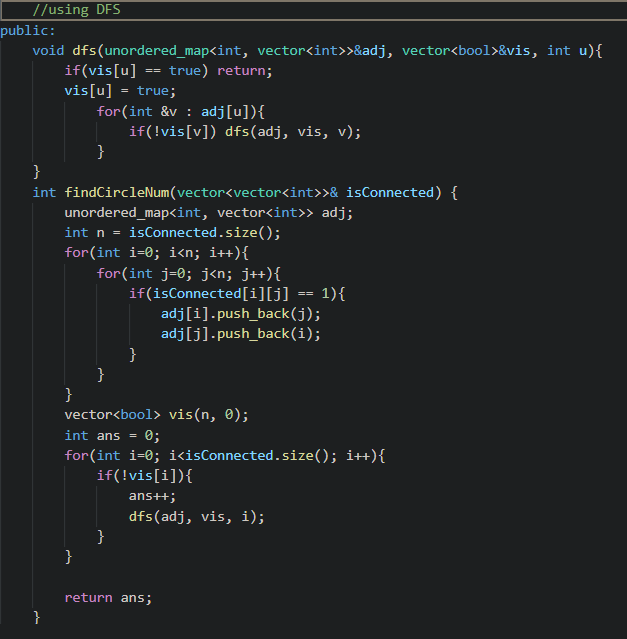 //using DFS
public:
    void dfs(unordered_map<int, vector<int>>&adj, vector<bool>&vis, int u){
        if(vis[u] == true) return;
        vis[u] = true;
            for(int &v : adj[u]){
                if(!vis[v]) dfs(adj, vis, v);
            }
    }
    int findCircleNum(vector<vector<int>>& isConnected) {
        unordered_map<int, vector<int>> adj;
        int n = isConnected.size();
        for(int i=0; i<n; i++){
            for(int j=0; j<n; j++){
                if(isConnected[i][j] == 1){
                    adj[i].push_back(j);
                    adj[j].push_back(i);
                }
            }
        }
        vector<bool> vis(n, 0);
        int ans = 0;
        for(int i=0; i<isConnected.size(); i++){
            if(!vis[i]){
                ans++;
                dfs(adj, vis, i);
            }
        }

        return ans;
    }